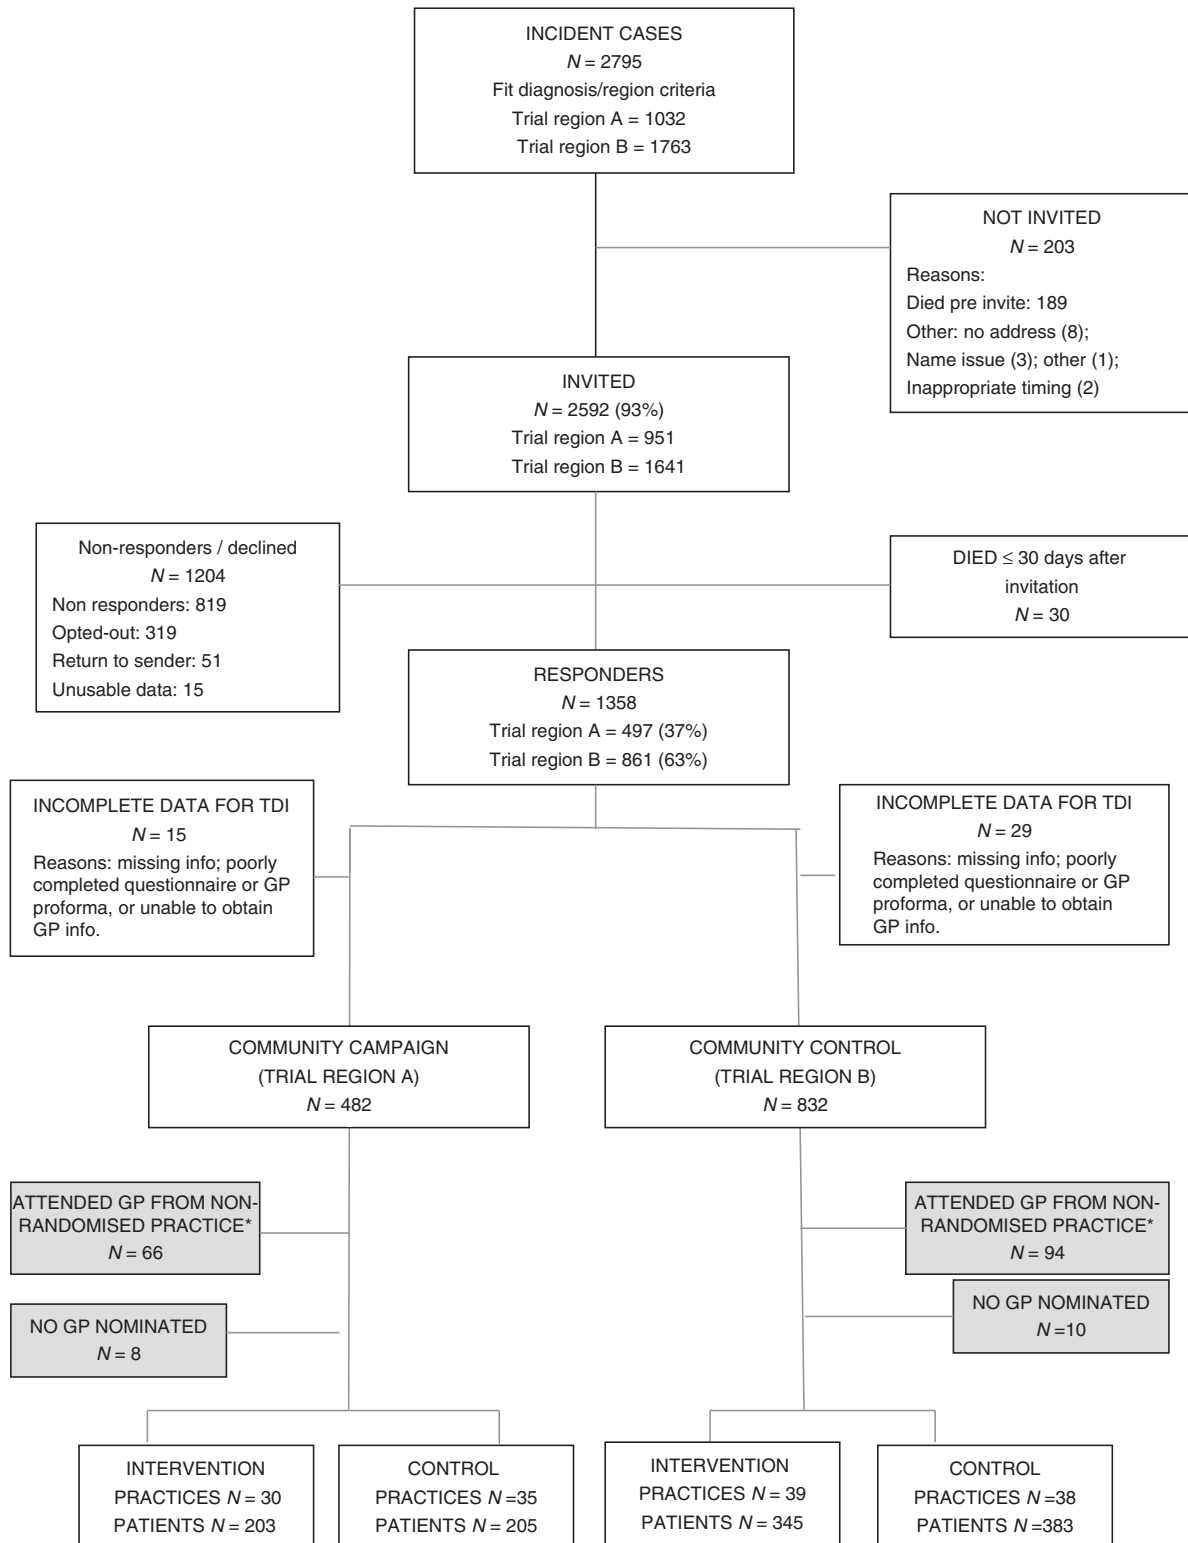 INCIDENT CASES
N = 2795
Fit diagnosis/region criteria
Trial region A = 1032
Trial region B = 1763
NOT INVITED
N = 203
Reasons:
Died pre invite: 189
Other: no address (8);
Name issue (3); other (1);
Inappropriate timing (2)
INVITED
N = 2592 (93%)
Trial region A = 951
Trial region B = 1641
Non-responders / declined
N = 1204
Non responders: 819
Opted-out: 319
Return to sender: 51
Unusable data: 15
DIED ≤ 30 days after
invitation
N = 30
RESPONDERS
N = 1358
Trial region A = 497 (37%)
Trial region B = 861 (63%)
INCOMPLETE DATA FOR TDI
N = 15
Reasons: missing info; poorly
completed questionnaire or GP
proforma, or unable to obtain
GP info.
INCOMPLETE DATA FOR TDI
N = 29
Reasons: missing info; poorly
completed questionnaire or GP
proforma, or unable to obtain
GP info.
COMMUNITY CAMPAIGN
(TRIAL REGION A)
N = 482
COMMUNITY CONTROL
(TRIAL REGION B)
N = 832
ATTENDED GP FROM NON-
RANDOMISED PRACTICE*
N = 66
ATTENDED GP FROM NON-
RANDOMISED PRACTICE*
N = 94
NO GP NOMINATED
N = 8
NO GP NOMINATED
N =10
INTERVENTION
PRACTICES N = 30
PATIENTS N = 203
CONTROL
PRACTICES N =35
PATIENTS N = 205
INTERVENTION
PRACTICES N = 39
PATIENTS N = 345
CONTROL
PRACTICES N =38
PATIENTS N =383